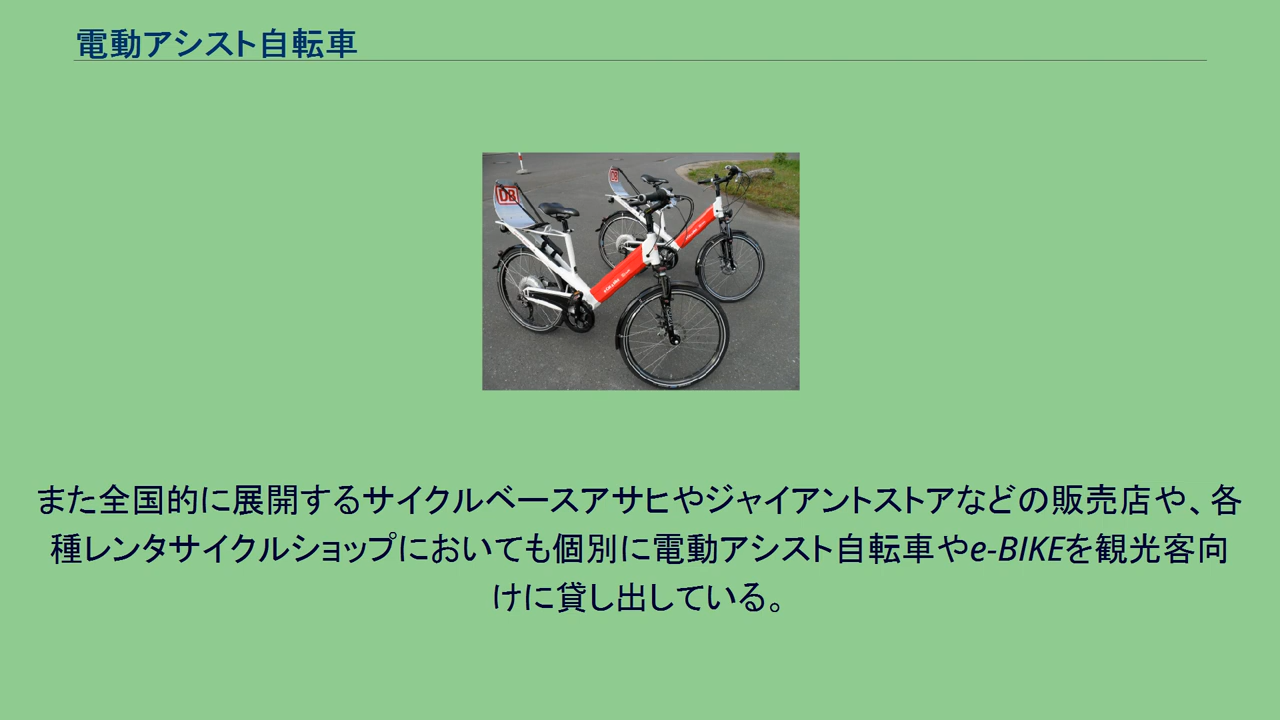 電動アシスト自転車
DB
DB
また全国的に展開するサイクルベースアサヒやジャイアントストアなどの販売店や、各
種レンタサイクルショップにおいても個別に電動アシスト自転車やe-BIKEを観光客向
けに貸し出している。